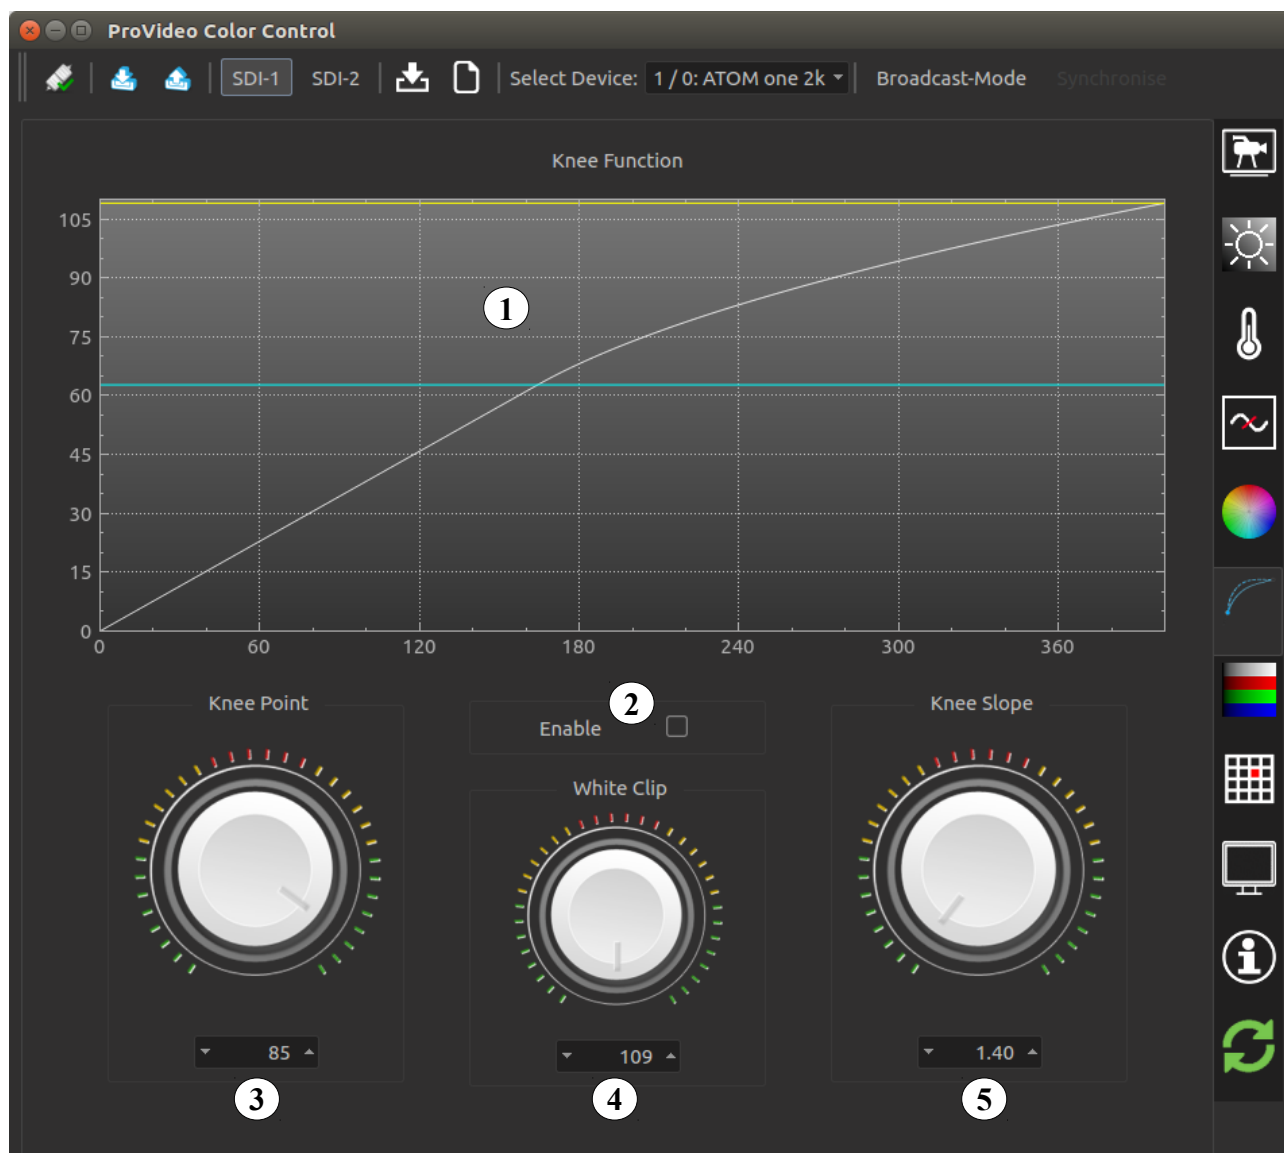 ProVideo Color Control
SDI-1 SDI-2 Select Device: 1 / 0: ATOM one 2k Broadcast-Mode Synchronise
Knee Function
105
90
75
60
45
30
15
0
0 60 120 180 240 300 360
1
Knee Point
2
Enable
Knee Slope
White Clip
85
109
1.40
3
4
5